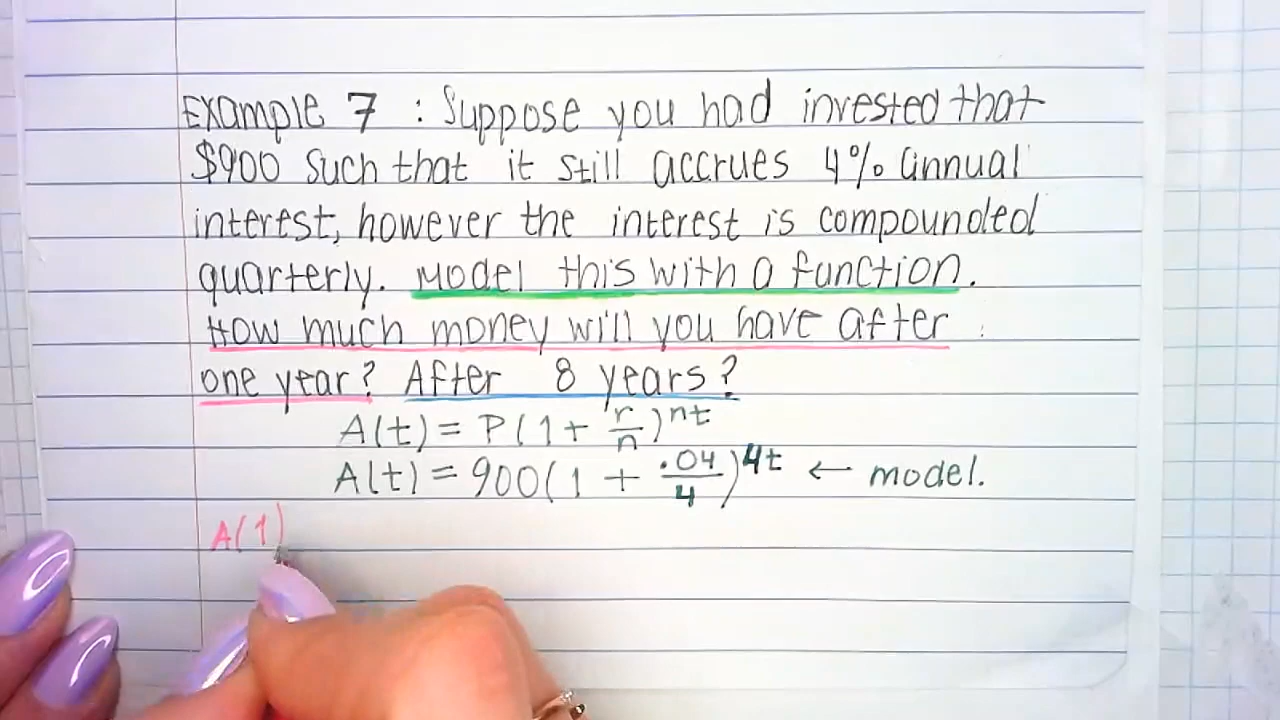 Example 7 : Suppose you had invested that
$900 such that it still accrues 4% annual
interest, however the interest is compounded
quarterly. Model this with a function.
How much money will you have after
one year? After 8 years?
A(t) = P(1 + r/n)^nt
A(t) = 900(1 + .04/4)^4t ← model.
A(1)